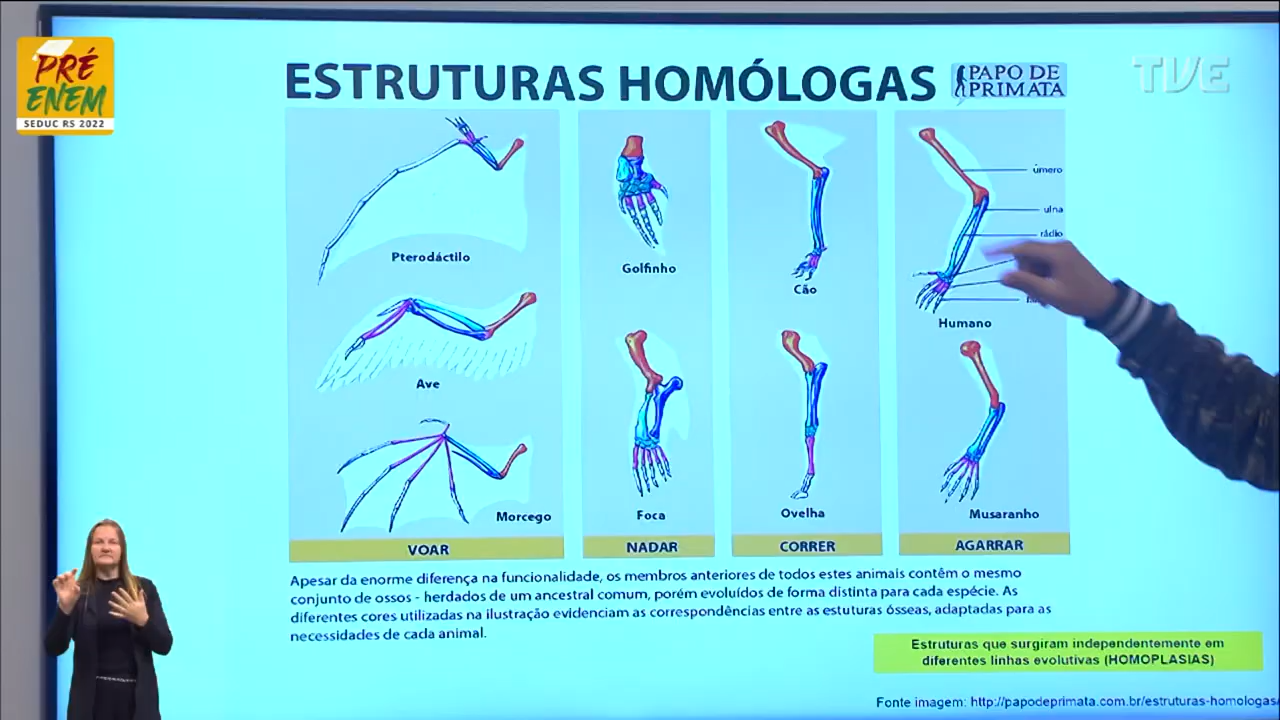 PRÉ
ENEM
SEDUC RS 2022
ESTRUTURAS HOMÓLOGAS
PAPO DE
PRIMATA
TVE
Pterodáctilo
Ave
Morcego
VOAR
Golfinho
Foca
NADAR
Cão
Ovelha
CORRER
úmero
ulna
rádio
Humano
Musaranho
AGARRAR
Apesar da enorme diferença na funcionalidade, os membros anteriores de todos estes animais contêm o mesmo
conjunto de ossos - herdados de um ancestral comum, porém evoluídos de forma distinta para cada espécie. As
diferentes cores utilizadas na ilustração evidenciam as correspondências entre as estuturas ósseas, adaptadas para as
necesidades de cada animal.
Estruturas que surgiram independentemente em
diferentes linhas evolutivas (HOMOPLASIAS)
Fonte imagem: http://papodeprimata.com.br/estruturas-homologas